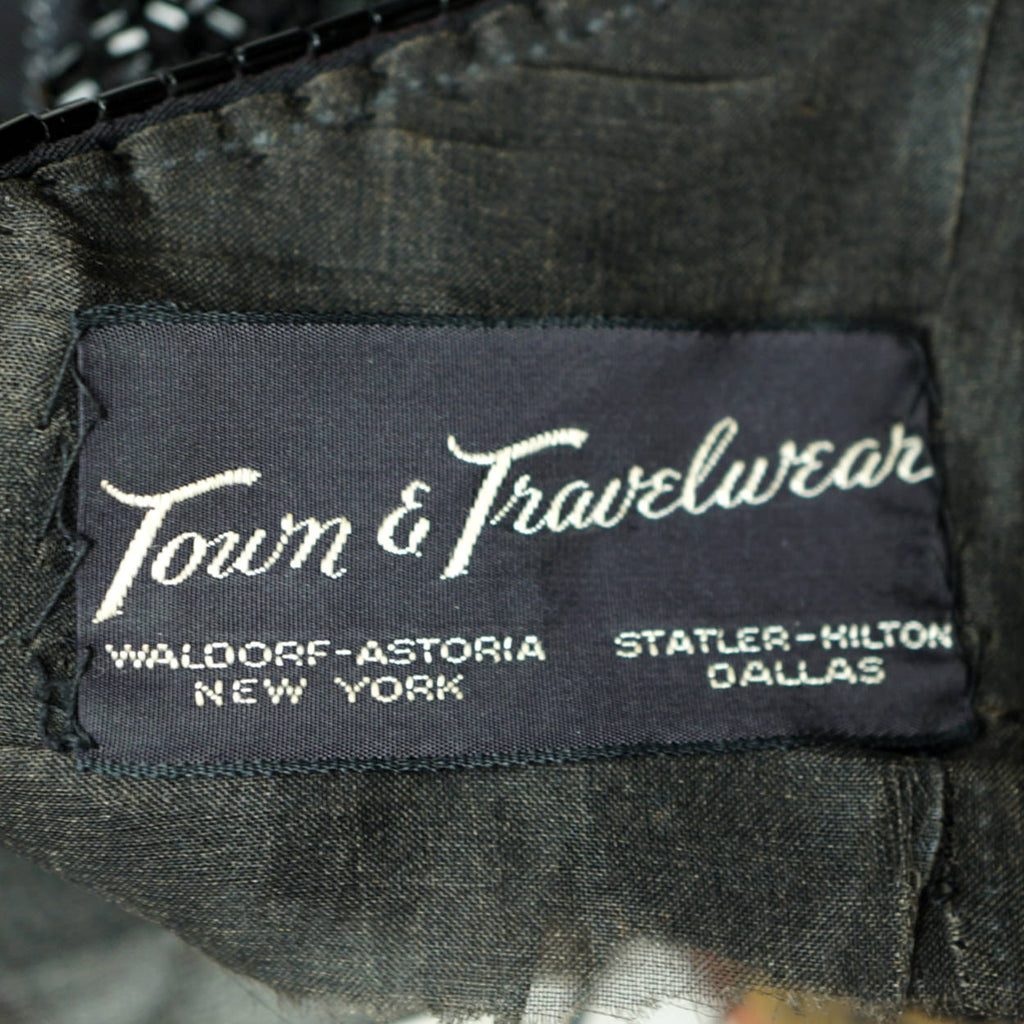 Town & Travelwear
WALDORF-ASTORIA STATLER-HILTON
NEW YORK DALLAS